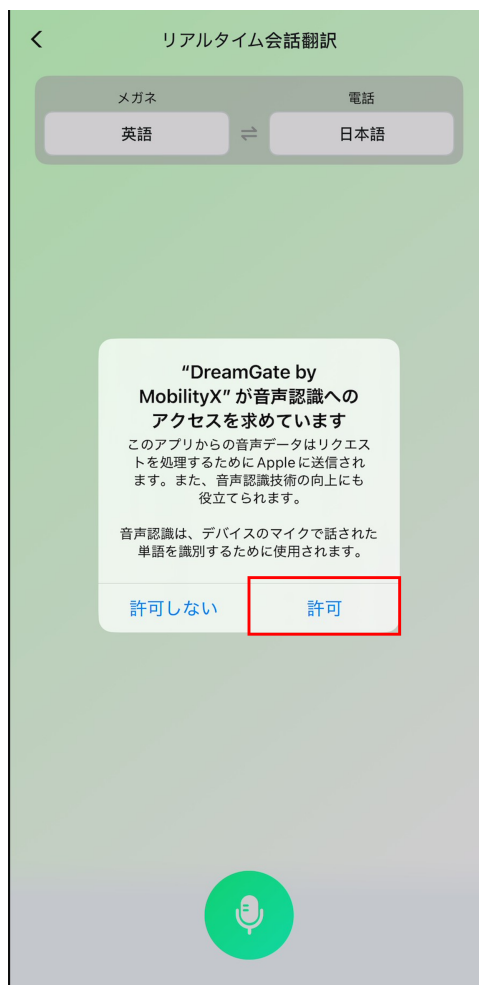 リアルタイム会話翻訳
メガネ
電話
英語
日本語
“DreamGate by
MobilityX” が音声認識への
アクセスを求めています
このアプリからの音声データはリクエス
トを処理するためにAppleに送信され
ます。また、音声認識技術の向上にも
役立てられます。
音声認識は、デバイスのマイクで話された
単語を識別するために使用されます。
許可しない
許可